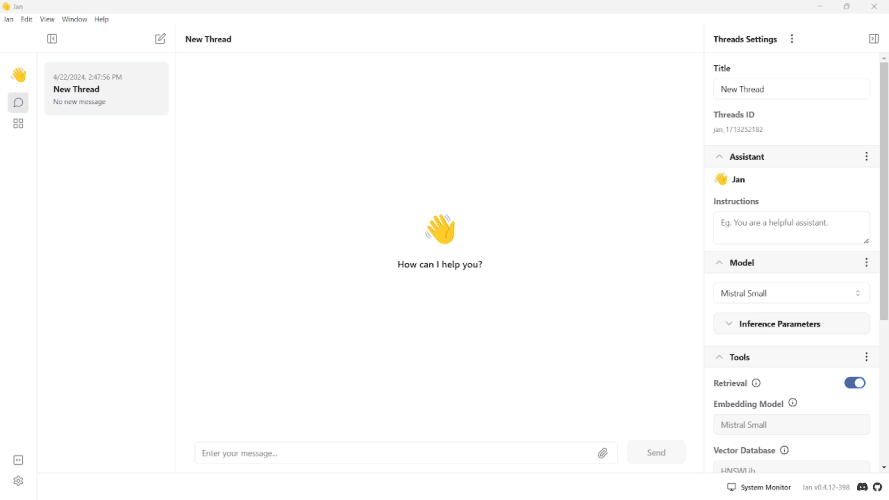 Jan
Jan Edit View Window Help
New Thread
Threads Settings
4/22/2024, 2:47:56 PM
New Thread
No new message
How can I help you?
Enter your message...
Send
Title
New Thread
Threads ID
jan_1713252182
Assistant
Jan
Instructions
Eg. You are a helpful assistant.
Model
Mistral Small
Inference Parameters
Tools
Retrieval
Embedding Model
Mistral Small
Vector Database
HNSWLib
System Monitor
Jan v0.4.12-398